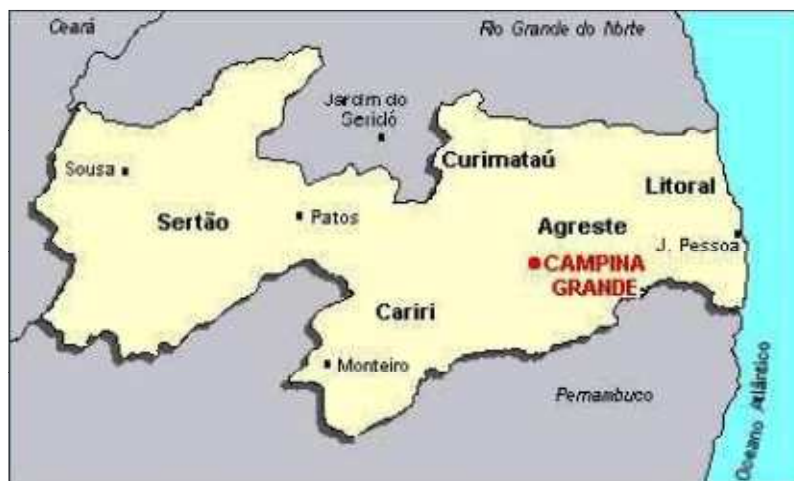 Ceará
Rio Grande do Norte
Jardim do
Seridó
Curimataú
Sousa
Litoral
Sertão
Patos
Agreste
J. Pessoa
CAMPINA
GRANDE
Cariri
Monteiro
Pernambuco
Oceano Atlântico